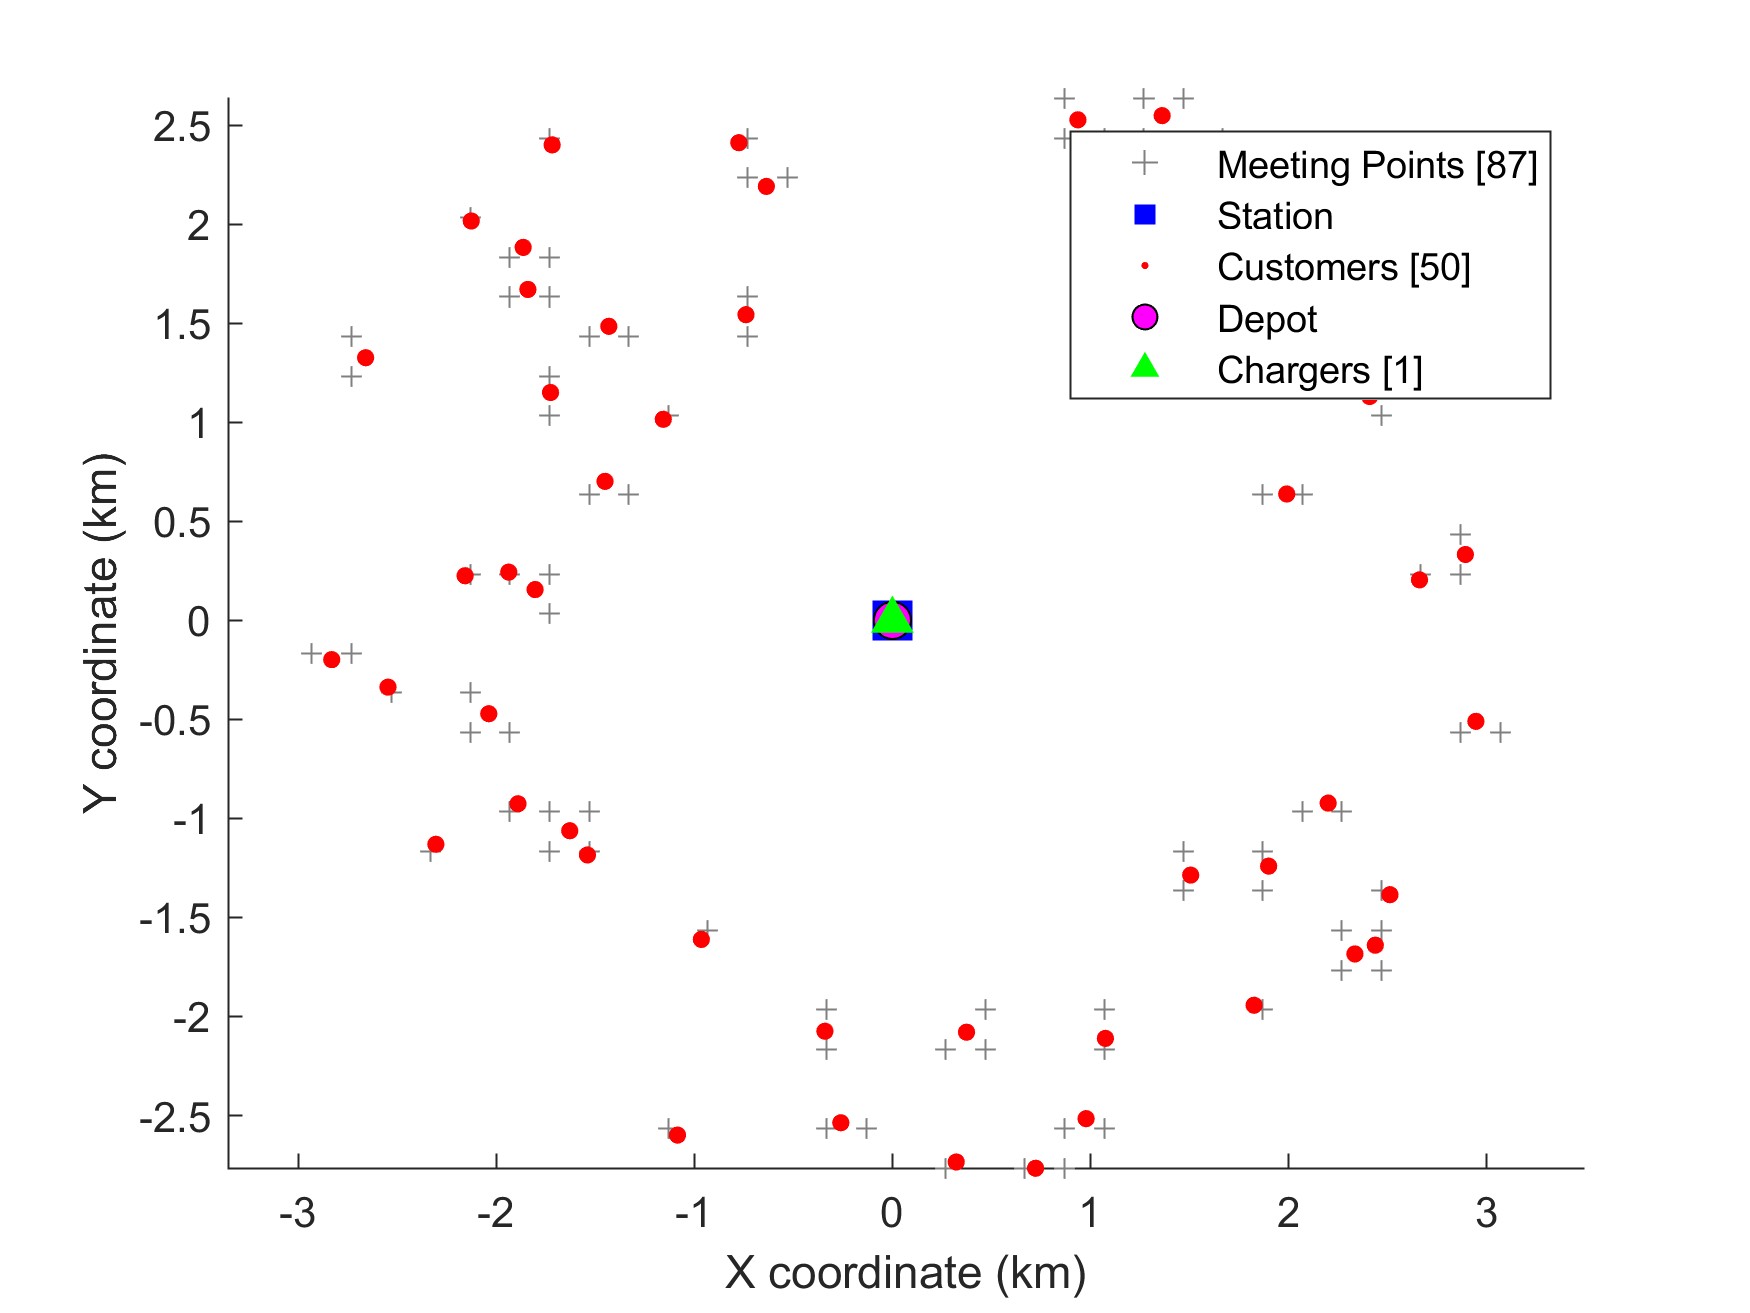 2.5
2
1.5
1
0.5
0
-0.5
-1
-1.5
-2
-2.5
Y coordinate (km)
Meeting Points [87]
Station
Customers [50]
Depot
Chargers [1]
-3 -2 -1 0 1 2 3
X coordinate (km)